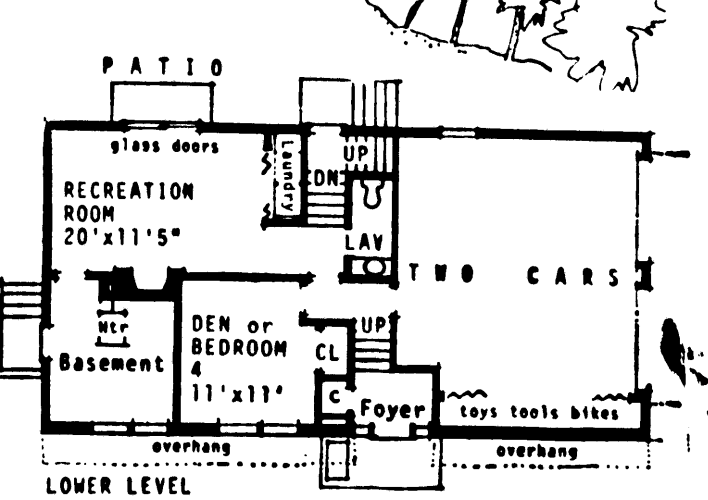 PATIO
glass doors
Laundry
UP
DN
RECREATION
ROOM
20'x11'5"
LAV
TWO CARS
Htr
Basement
DEN or
BEDROOM
4
11'x11'
UP
CL
C
Foyer
toys tools bikes
overhang
overhang
LOWER LEVEL